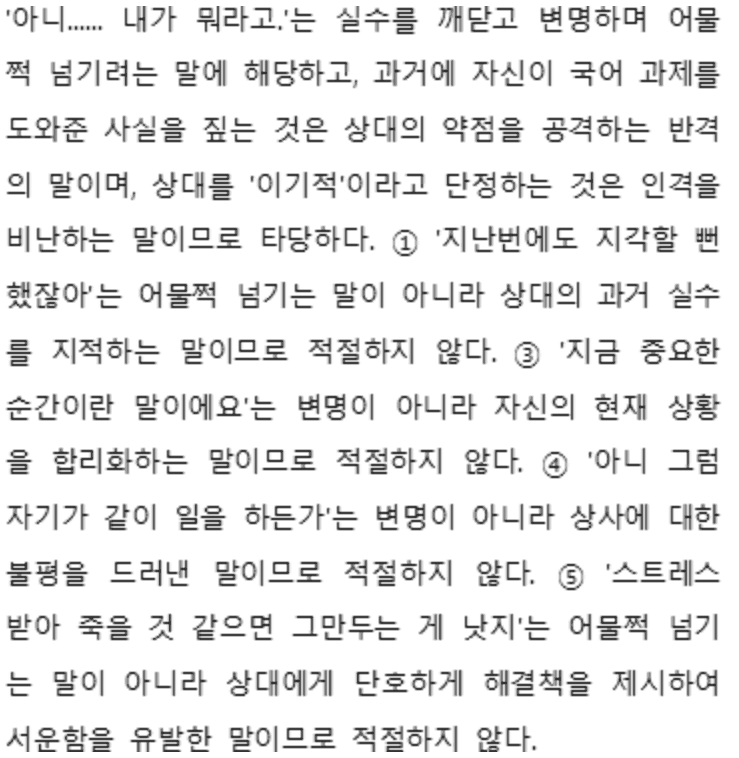 '아니...... 내가 뭐라고.'는 실수를 깨닫고 변명하며 어물
쩍 넘기려는 말에 해당하고, 과거에 자신이 국어 과제를
도와준 사실을 짚는 것은 상대의 약점을 공격하는 반격
의 말이며, 상대를 '이기적'이라고 단정하는 것은 인격을
비난하는 말이므로 타당하다. ① '지난번에도 지각할 뻔
했잖아'는 어물쩍 넘기는 말이 아니라 상대의 과거 실수
를 지적하는 말이므로 적절하지 않다. ③ '지금 중요한
순간이란 말이에요'는 변명이 아니라 자신의 현재 상황
을 합리화하는 말이므로 적절하지 않다. ④ '아니 그럼
자기가 같이 일을 하든가'는 변명이 아니라 상사에 대한
불평을 드러낸 말이므로 적절하지 않다. ⑤ '스트레스
받아 죽을 것 같으면 그만두는 게 낫지'는 어물쩍 넘기
는 말이 아니라 상대에게 단호하게 해결책을 제시하여
서운함을 유발한 말이므로 적절하지 않다.